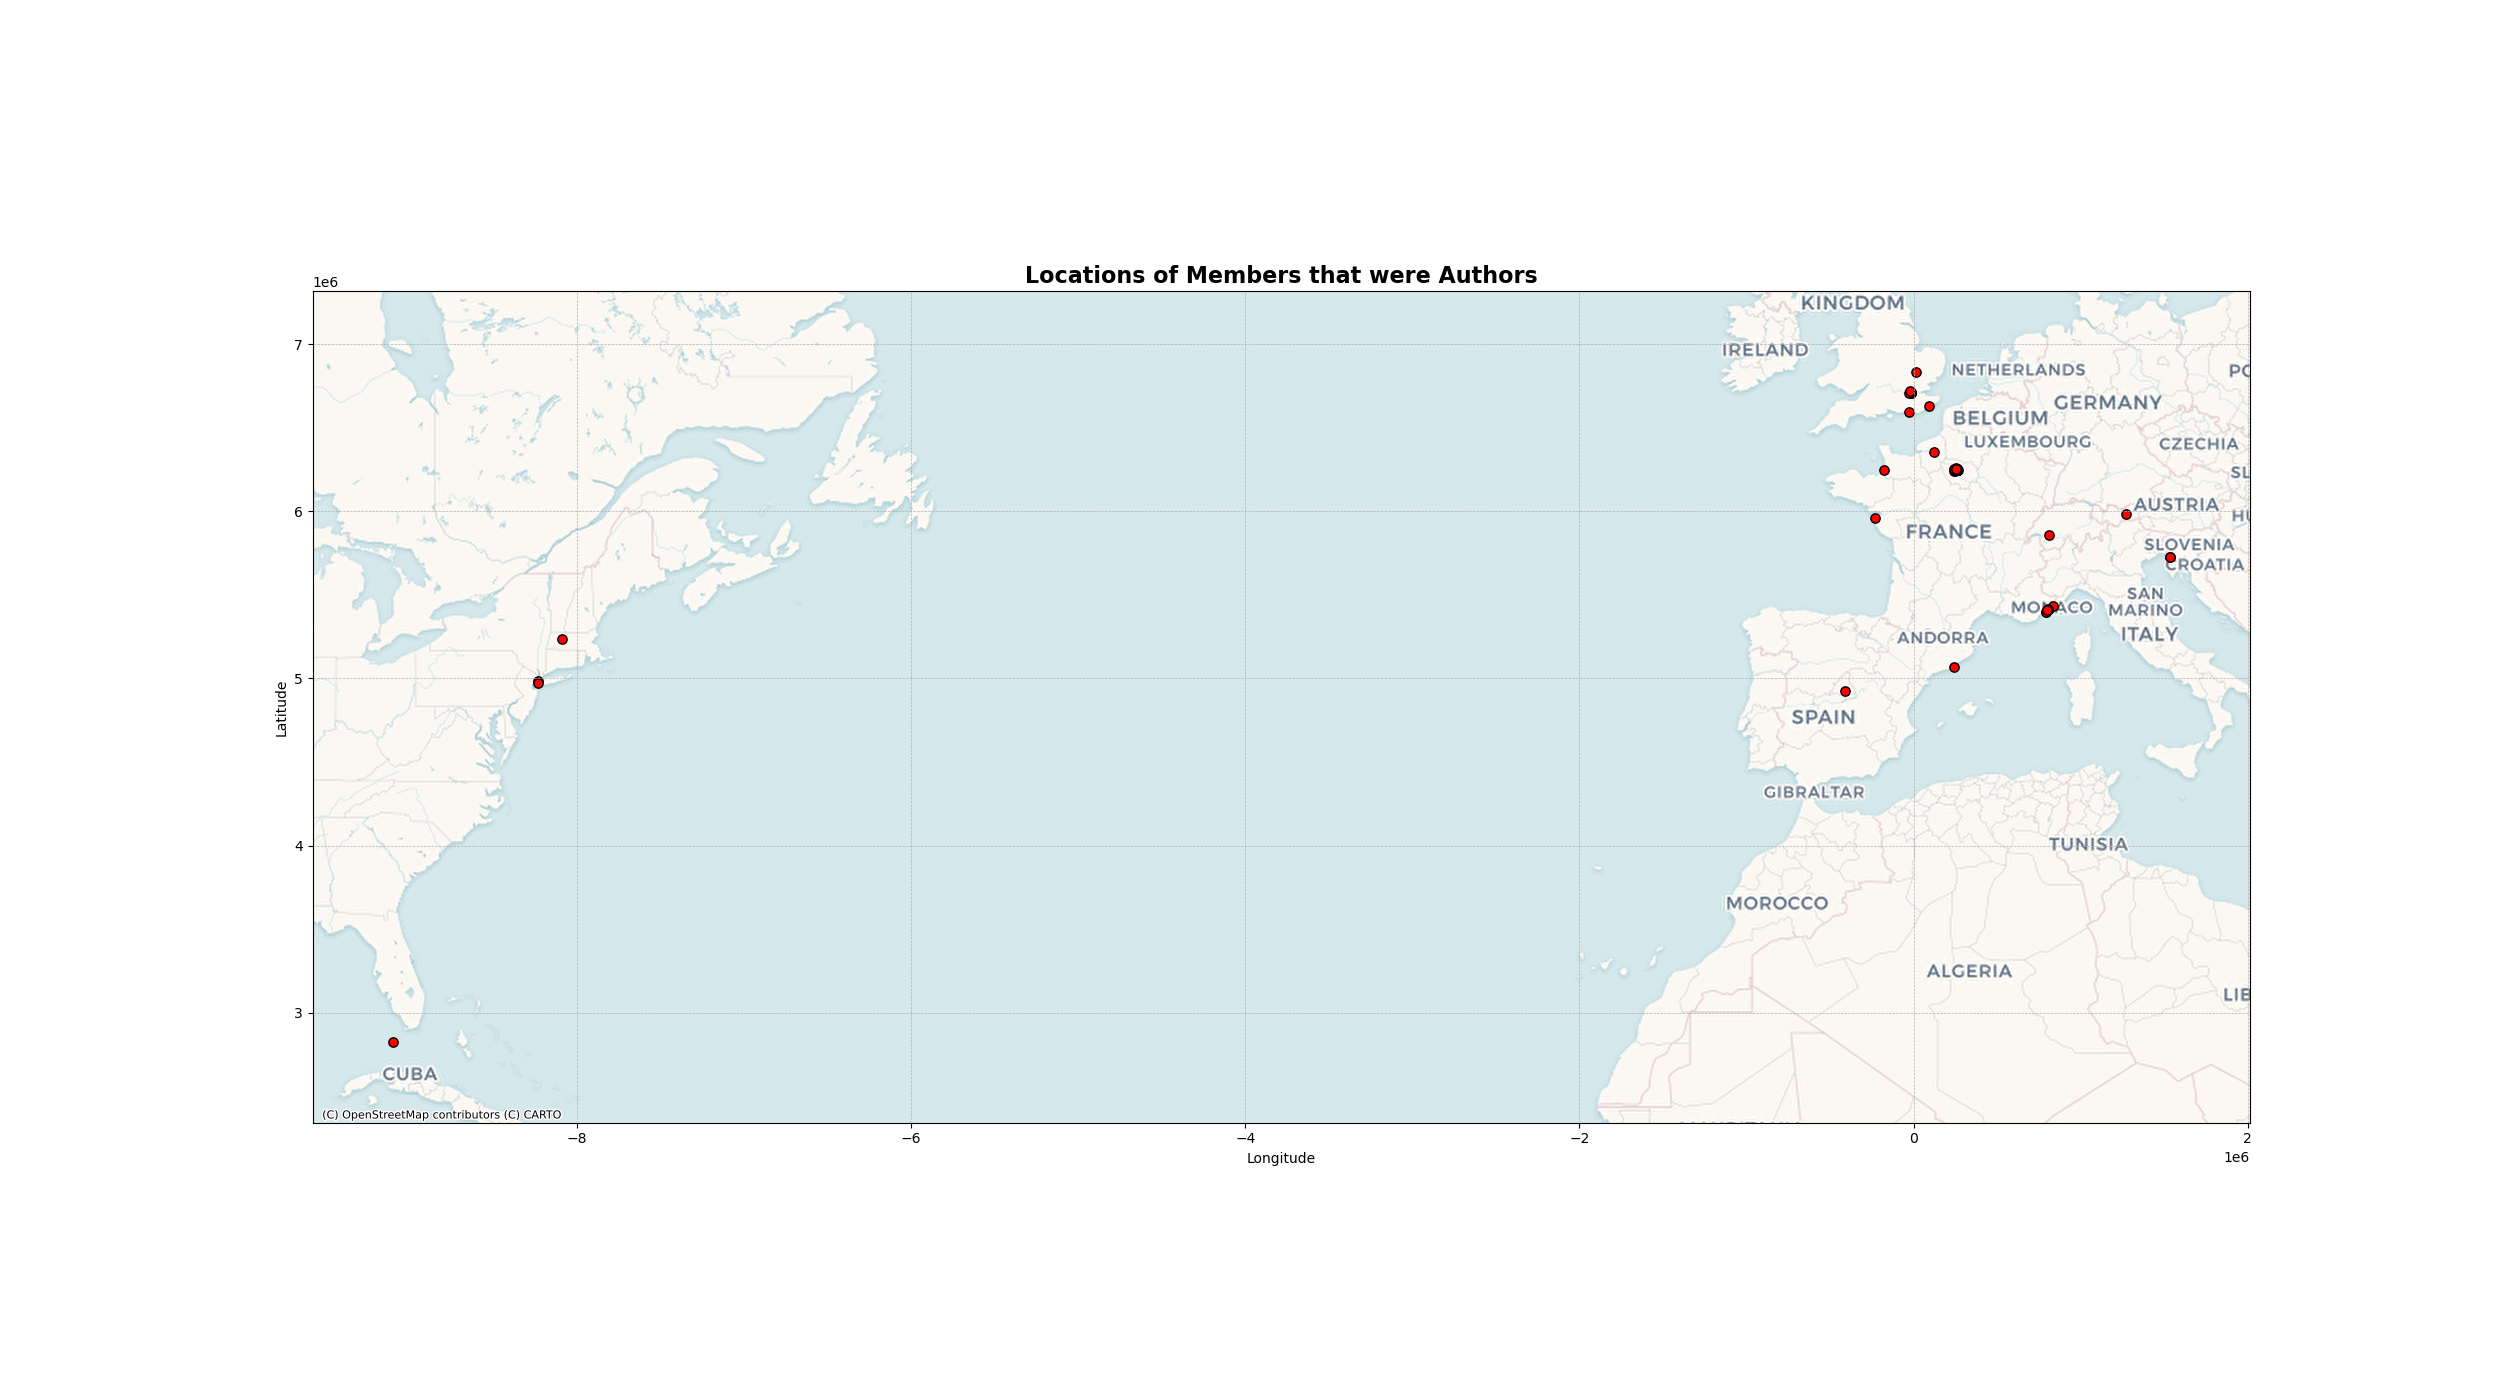 Locations of Members that were Authors
1e6
KINGDOM
IRELAND
NETHERLANDS
PO
GERMANY
BELGIUM
LUXEMBOURG
CZECHIA
SL
AUSTRIA
HU
FRANCE
SLOVENIA
CROATIA
MONACO
SAN
MARINO
ITALY
ANDORRA
SPAIN
GIBRALTAR
TUNISIA
MOROCCO
ALGERIA
LIB
CUBA
(C) OpenStreetMap contributors (C) CARTO
7
6
5
4
3
Latitude
−8
−6
−4
−2
0
2
Longitude
1e6